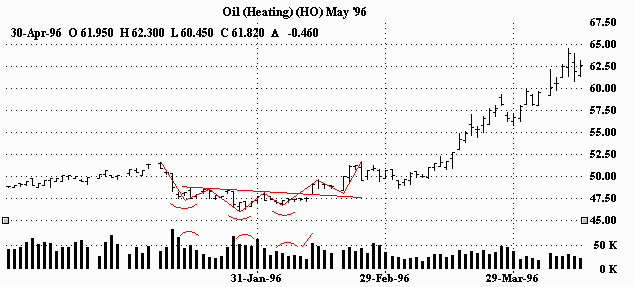 Oil (Heating) (HO) May '96
30-Apr-96 O 61.950 H 62.300 L 60.450 C 61.820 Δ -0.460
67.50
65.00
62.50
60.00
57.50
55.00
52.50
50.00
47.50
45.00
50 K
0 K
31-Jan-96 29-Feb-96 29-Mar-96